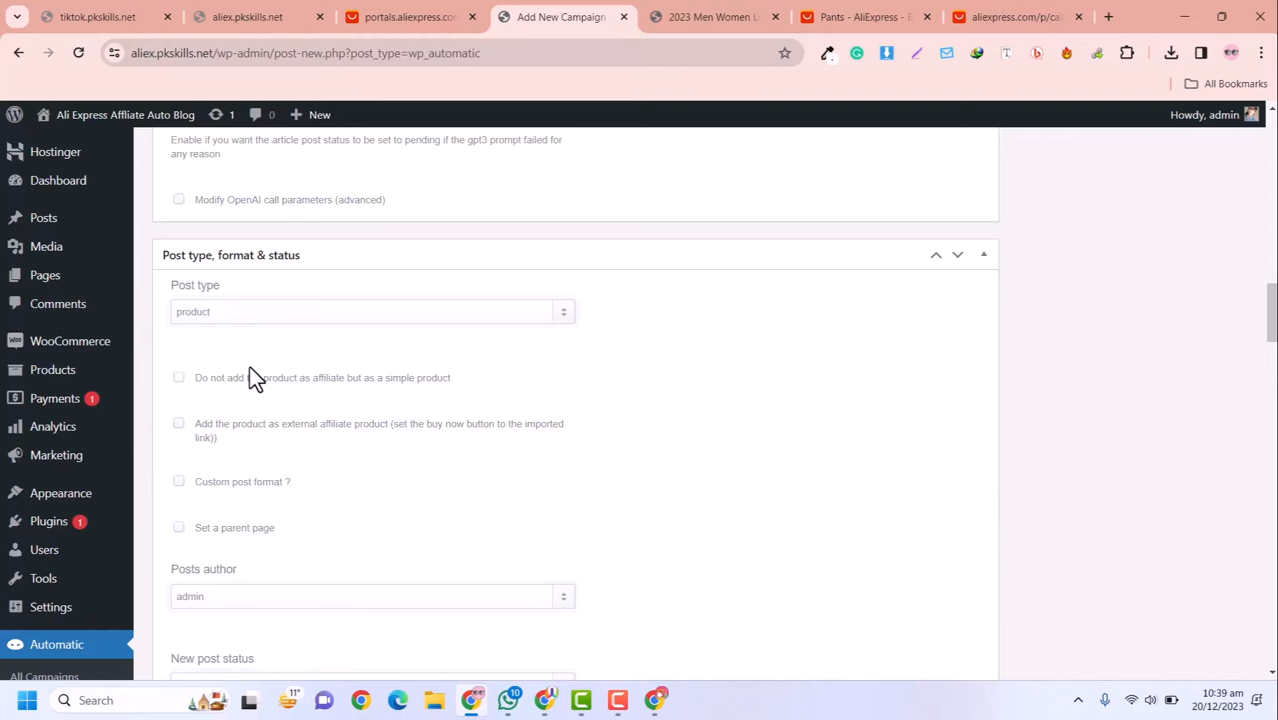 tiktok.pkskills.net
aliex.pkskills.net
portals.aliexpress.com
Add New Campaign
2023 Men Women L
Pants - AliExpress -
aliexpress.com/p/cal
aliex.pkskills.net/wp-admin/post-new.php?post_type=wp_automatic
All Bookmarks
Ali Express Affliate Auto Blog
1
0
New
Howdy, admin
Hostinger
Dashboard
Posts
Media
Pages
Comments
WooCommerce
Products
Payments 1
Analytics
Marketing
Appearance
Plugins 1
Users
Tools
Settings
Automatic
All Campaigns
Enable if you want the article post status to be set to pending if the gpt3 prompt failed for
any reason
Modify OpenAI call parameters (advanced)
Post type, format & status
Post type
product
Do not add product as affiliate but as a simple product
Add the product as external affiliate product (set the buy now button to the imported
link))
Custom post format ?
Set a parent page
Posts author
admin
New post status
Search
11°
10
10:39 am
20/12/2023